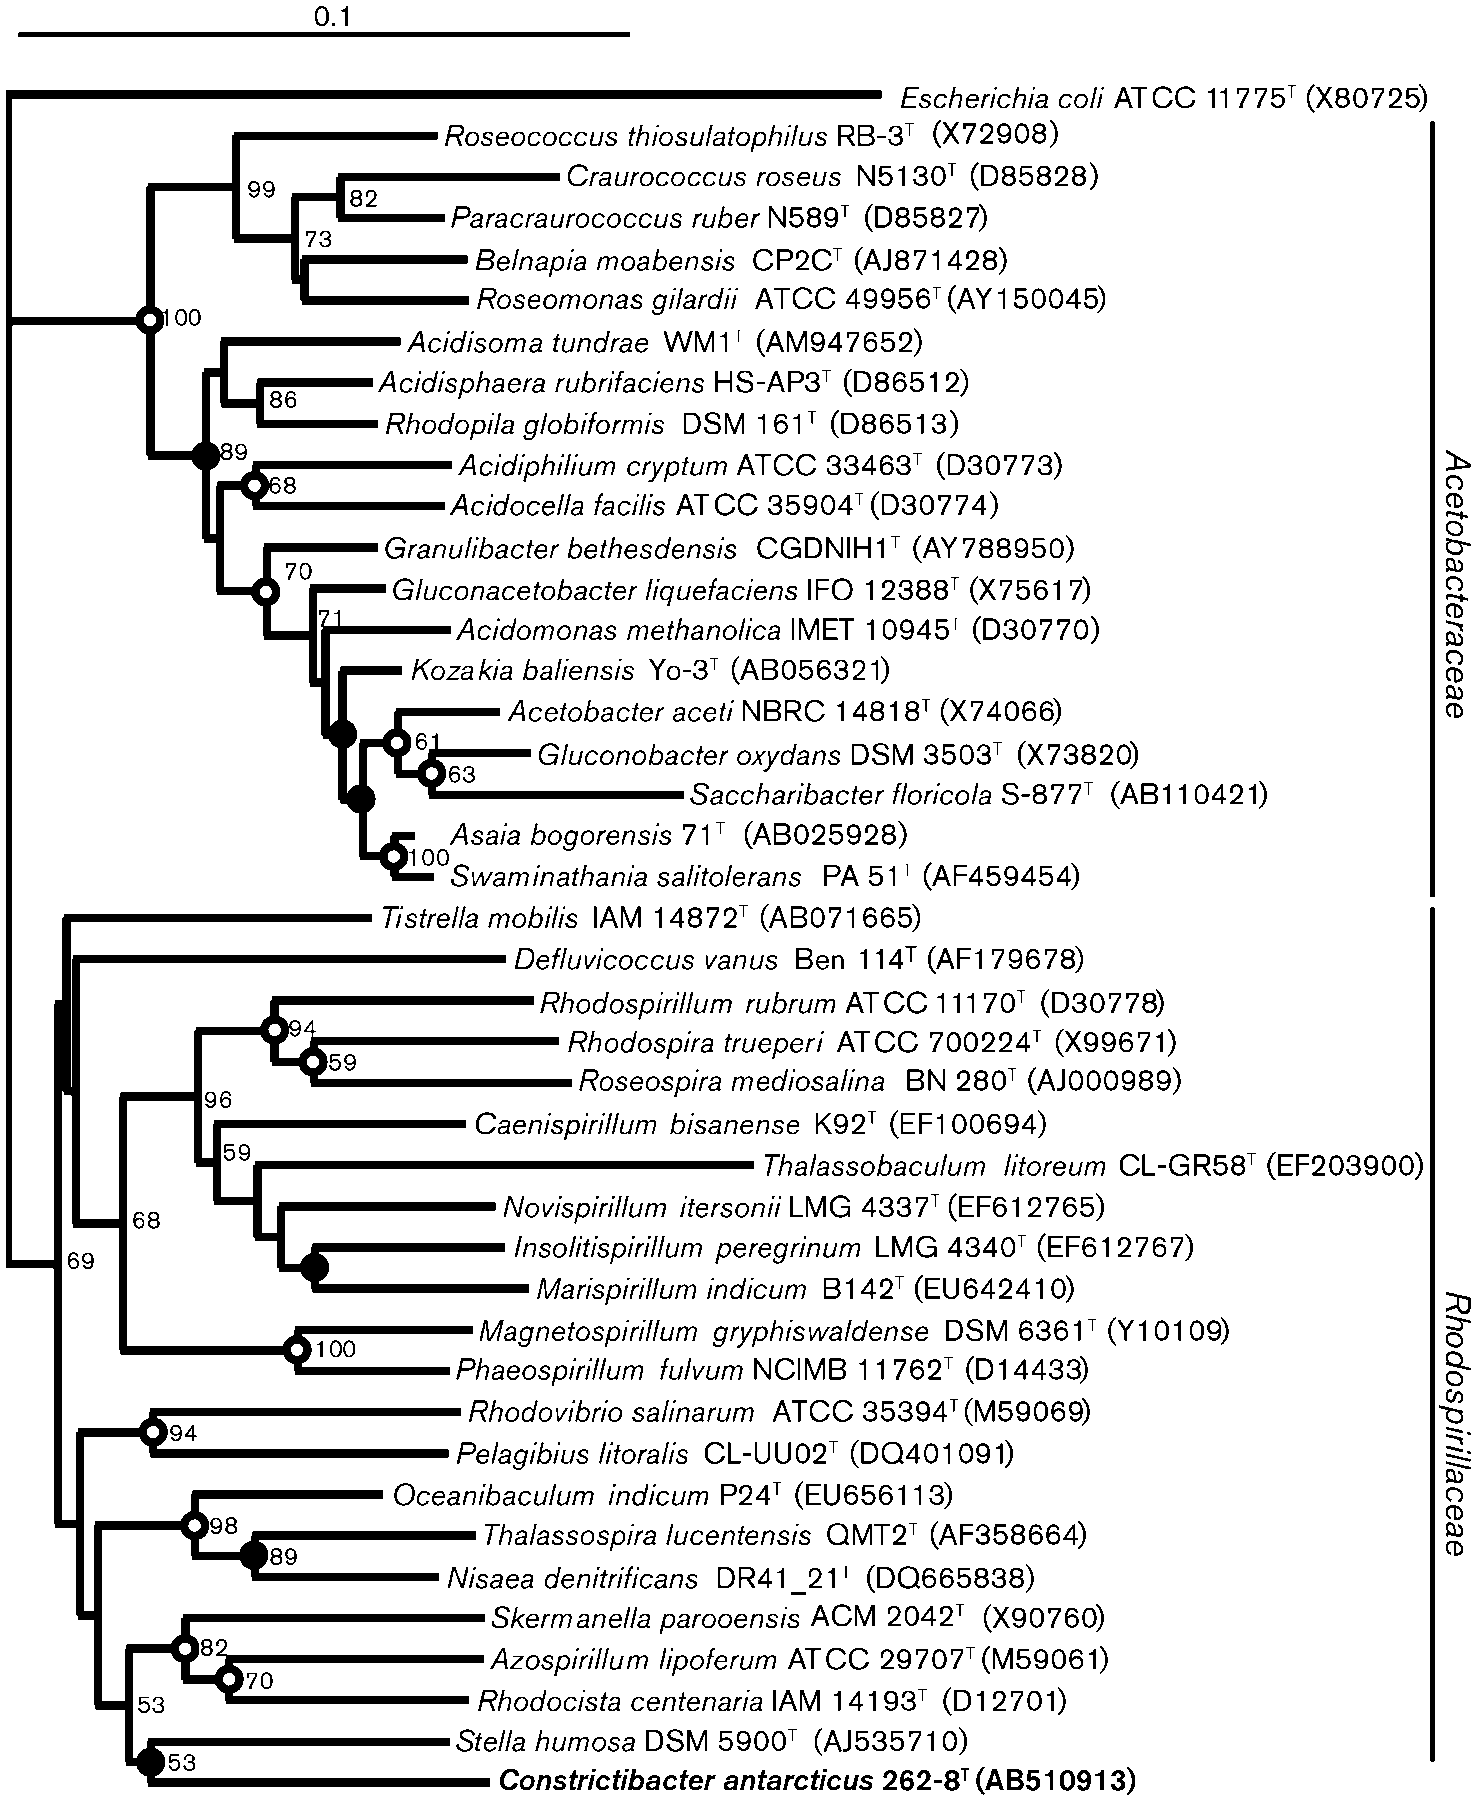 0.1
Escherichia coli ATCC 11775T (X80725)
Roseococcus thiosulatophilus RB-3T (X72908)
99
Craurococcus roseus N5130T (D85828)
82
Paracraurococcus ruber N589T (D85827)
73
Belnapia moabensis CP2CT (AJ871428)
Roseomonas gilardii ATCC 49956T (AY150045)
100
Acidisoma tundrae WM1T (AM947652)
Acidisphaera rubrifaciens HS-AP3T (D86512)
86
Rhodopila globiformis DSM 161T (D86513)
89
Acidiphilium cryptum ATCC 33463T (D30773)
68
Acidocella facilis ATCC 35904T (D30774)
Granulibacter bethesdensis CGDNIH1T (AY788950)
70
Gluconacetobacter liquefaciens IFO 12388T (X75617)
71
Acidomonas methanolica IMET 10945T (D30770)
Kozakia baliensis Yo-3T (AB056321)
Acetobacter aceti NBRC 14818T (X74066)
61
Gluconobacter oxydans DSM 3503T (X73820)
63
Saccharibacter floricola S-877T (AB110421)
Asaia bogorensis 71T (AB025928)
100
Swaminathania salitolerans PA 51T (AF459454)
Acetobacteraceae
Tistrella mobilis IAM 14872T (AB071665)
Defluvicoccus vanus Ben 114T (AF179678)
Rhodospirillum rubrum ATCC 11170T (D30778)
94
Rhodospira trueperi ATCC 700224T (X99671)
59
Roseospira mediosalina BN 280T (AJ000989)
96
Caenispirillum bisanense K92T (EF100694)
59
Thalassobaculum litoreum CL-GR58T (EF203900)
Novispirillum itersonii LMG 4337T (EF612765)
68
Insolitispirillum peregrinum LMG 4340T (EF612767)
69
Marispirillum indicum B142T (EU642410)
Magnetospirillum gryphiswaldense DSM 6361T (Y10109)
100
Phaeospirillum fulvum NCIMB 11762T (D14433)
Rhodovibrio salinarum ATCC 35394T (M59069)
94
Pelagibius litoralis CL-UU02T (DQ401091)
Oceanibaculum indicum P24T (EU656113)
98
Thalassospira lucentensis QMT2T (AF358664)
89
Nisaea denitrificans DR41_21T (DQ665838)
Skermanella parooensis ACM 2042T (X90760)
82
Azospirillum lipoferum ATCC 29707T (M59061)
70
Rhodocista centenaria IAM 14193T (D12701)
53
Stella humosa DSM 5900T (AJ535710)
53
Constrictibacter antarcticus 262-8T (AB510913)
Rhodospirillaceae